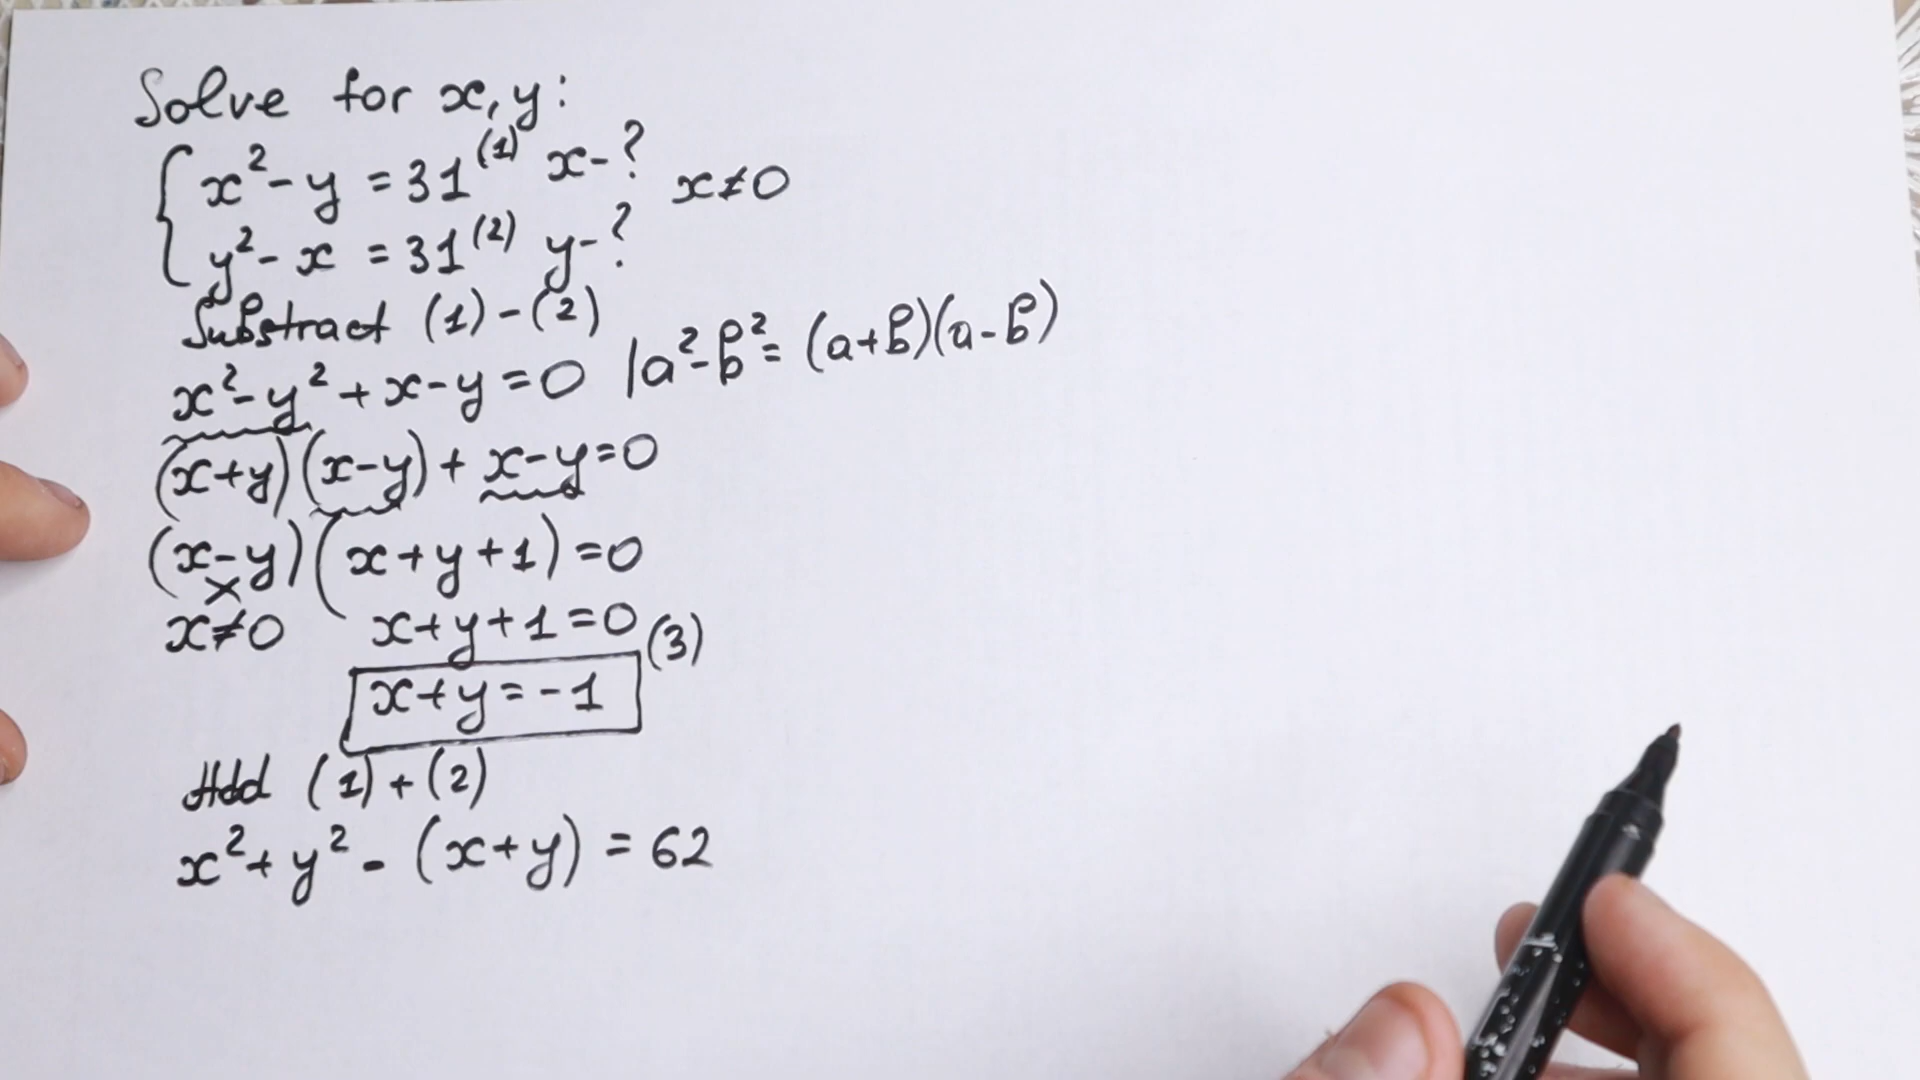 Solve for x, y:
x² - y = 31 (1) x - ? x ≠ 0
y² - x = 31 (2) y - ?
Substract (1) - (2)
x² - y² + x - y = 0 | a² - b² = (a+b)(a-b)
(x+y)(x-y) + x-y = 0
(x-y)(x+y+1) = 0
x ≠ 0 x+y+1 = 0
x+y = -1 (3)
Add (1) + (2)
x² + y² - (x+y) = 62